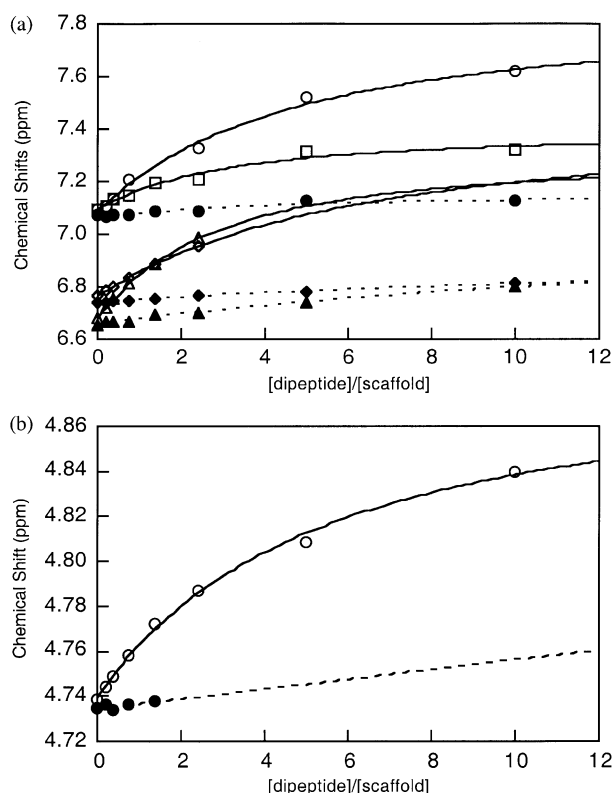 (a)
Chemical Shifts (ppm)
7.8
7.6
7.4
7.2
7.0
6.8
6.6
0 2 4 6 8 10 12
[dipeptide]/[scaffold]
(b)
Chemical Shift (ppm)
4.86
4.84
4.82
4.80
4.78
4.76
4.74
4.72
0 2 4 6 8 10 12
[dipeptide]/[scaffold]